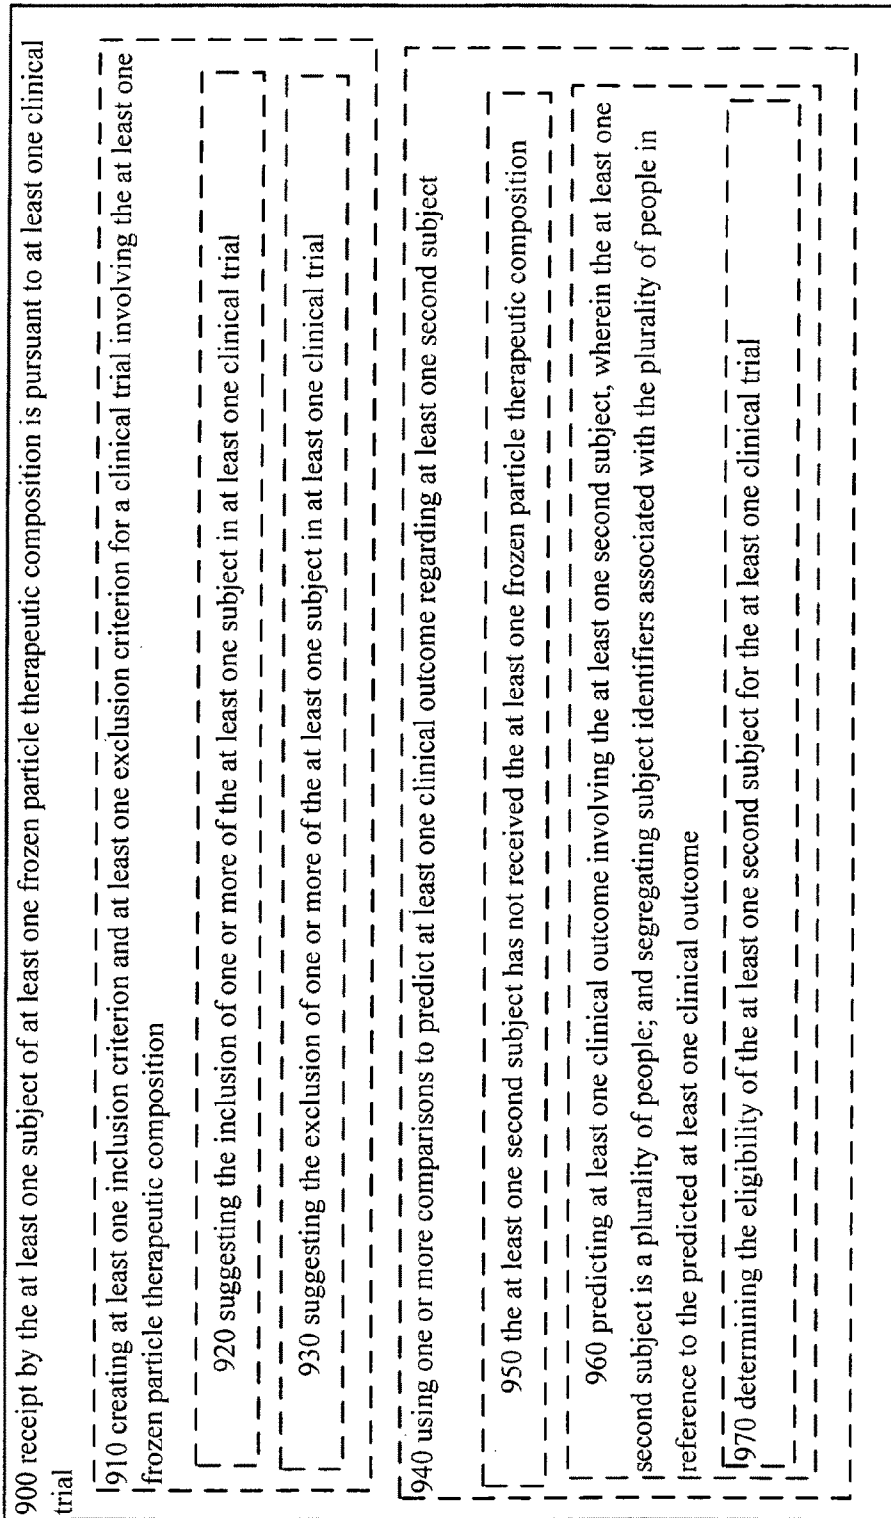 900 receipt by the at least one subject of at least one frozen particle therapeutic composition is pursuant to at least one clinical
trial
910 creating at least one inclusion criterion and at least one exclusion criterion for a clinical trial involving the at least one
frozen particle therapeutic composition
920 suggesting the inclusion of one or more of the at least one subject in at least one clinical trial
930 suggesting the exclusion of one or more of the at least one subject in at least one clinical trial
940 using one or more comparisons to predict at least one clinical outcome regarding at least one second subject
950 the at least one second subject has not received the at least one frozen particle therapeutic composition
960 predicting at least one clinical outcome involving the at least one second subject, wherein the at least one
second subject is a plurality of people; and segregating subject identifiers associated with the plurality of people in
reference to the predicted at least one clinical outcome
970 determining the eligibility of the at least one second subject for the at least one clinical trial